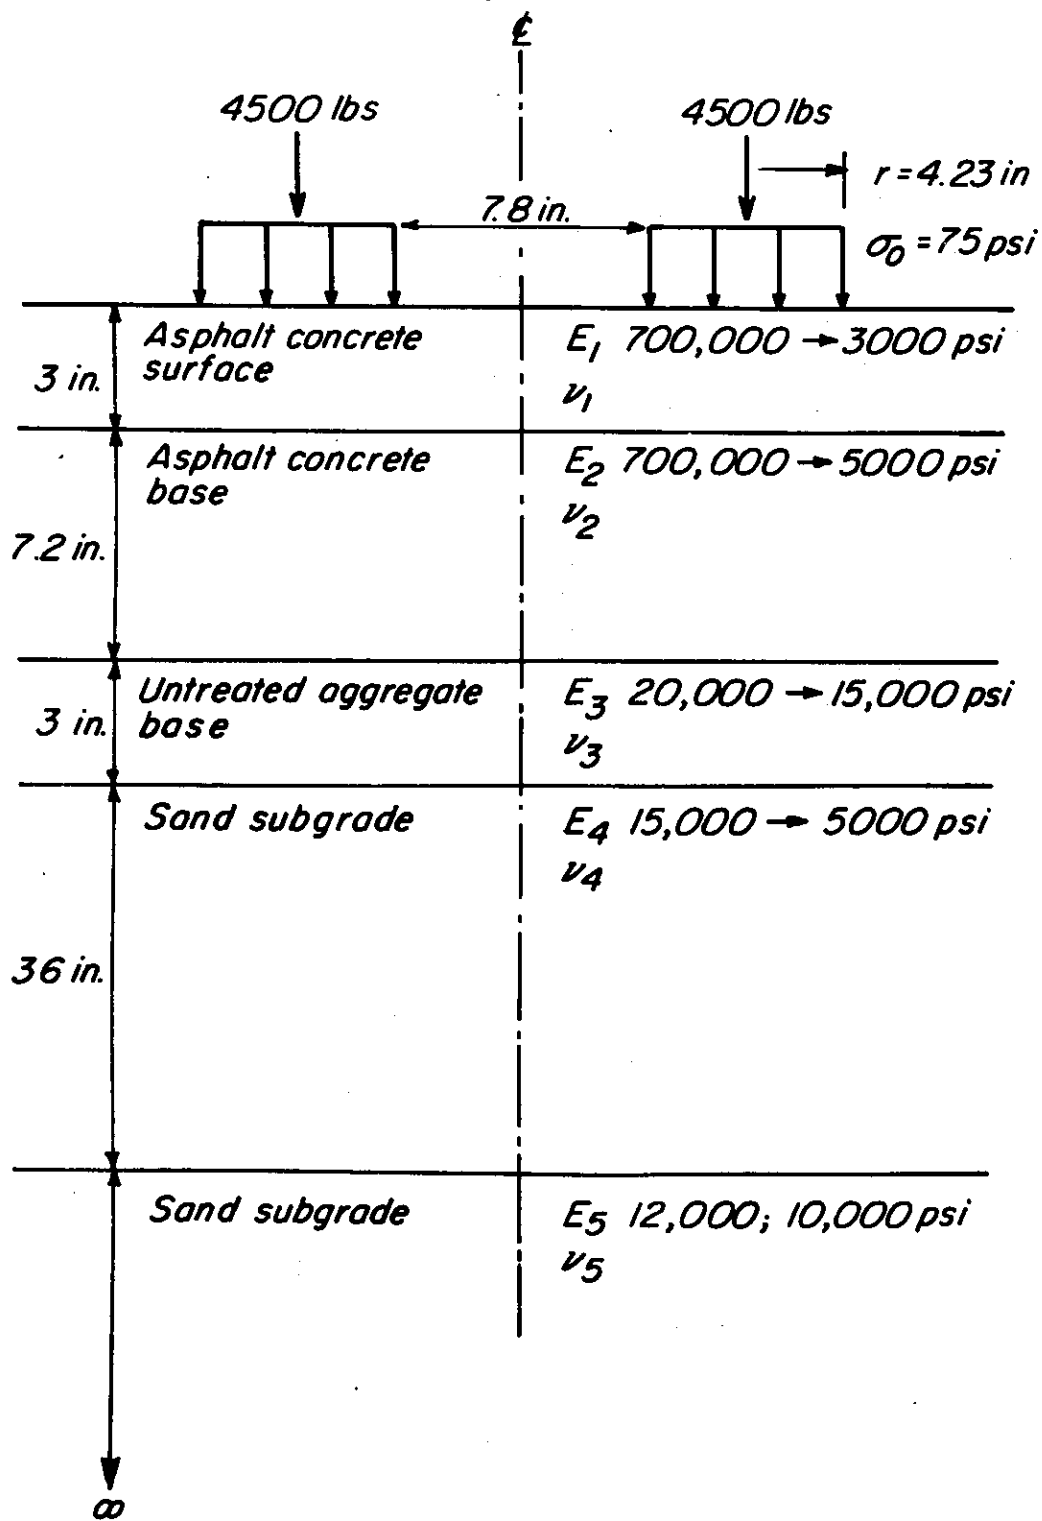 ℄
4500 lbs
4500 lbs
r = 4.23 in
7.8 in.
σ0 = 75 psi
Asphalt concrete
surface
E1 700,000 → 3000 psi
ν1
3 in.
Asphalt concrete
base
E2 700,000 → 5000 psi
ν2
7.2 in.
Untreated aggregate
base
E3 20,000 → 15,000 psi
ν3
3 in.
Sand subgrade
E4 15,000 → 5000 psi
ν4
36 in.
Sand subgrade
E5 12,000; 10,000 psi
ν5
∞